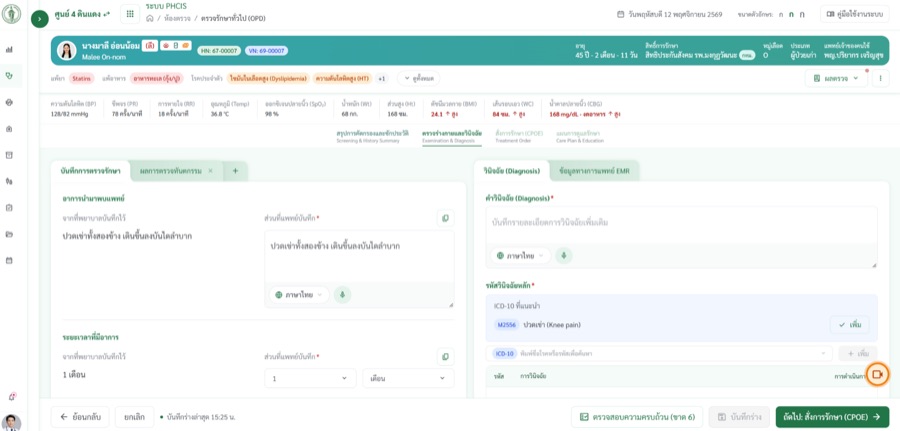 ระบบ PHCIS
ศูนย์ 4 ดินแดง
ห้องตรวจ / ตรวจรักษาทั่วไป (OPD)
วันพฤหัสบดี 12 พฤศจิกายน 2569
ขนาดตัวอักษร: ก ก ก
คู่มือใช้งานระบบ
นางมาลี อ่อนน้อม
Malee On-nom
HN: 67-00007
VN: 69-00007
อายุ
45 ปี - 2 เดือน - 11 วัน
สิทธิ์การรักษา
สิทธิประกันสังคม รพ.มงกุฎวัฒนะ
หมู่เลือด
O
ประเภท
ผู้ป่วยเก่า
แพทย์เจ้าของคนไข้
พญ.ปริยากร เจริญสุข
แพ้ยา Statins
แพ้อาหาร อาหารทะเล (กุ้ง/ปู)
โรคประจำตัว ไขมันในเลือดสูง (Dyslipidemia) ความดันโลหิตสูง (HT) +1
ดูทั้งหมด
ผลตรวจ
ความดันโลหิต (BP)
128/82 mmHg
ชีพจร (PR)
78 ครั้ง/นาที
การหายใจ (RR)
18 ครั้ง/นาที
อุณหภูมิ (Temp)
36.8 °C
ออกซิเจนปลายนิ้ว (SpO₂)
98 %
น้ำหนัก (Wt)
68 กก.
ส่วนสูง (Ht)
168 ซม.
ดัชนีมวลกาย (BMI)
24.1 ↑ สูง
เส้นรอบเอว (WC)
84 ซม. ↑ สูง
น้ำตาลปลายนิ้ว (CBG)
168 mg/dL · งดอาหาร ↑ สูง
สรุปการคัดกรองและซักประวัติ
Screening & History Summary
ตรวจร่างกายและวินิจฉัย
Examination & Diagnosis
สั่งการรักษา (CPOE)
Treatment Order
แผนการดูแลรักษา
Care Plan & Education
บันทึกการตรวจรักษา
ผลการตรวจทันตกรรม ×
+
อาการนำมาพบแพทย์
จากที่พยาบาลบันทึกไว้
ปวดเข่าทั้งสองข้าง เดินขึ้นลงบันไดลำบาก
ส่วนที่แพทย์บันทึก *
ปวดเข่าทั้งสองข้าง เดินขึ้นลงบันไดลำบาก
ภาษาไทย
ระยะเวลาที่มีอาการ
จากที่พยาบาลบันทึกไว้
1 เดือน
ส่วนที่แพทย์บันทึก *
1
เดือน
วินิจฉัย (Diagnosis)
ข้อมูลทางการแพทย์ EMR
คำวินิจฉัย (Diagnosis) *
บันทึกรายละเอียดการวินิจฉัยเพิ่มเติม
ภาษาไทย
รหัสวินิจฉัยหลัก *
ICD-10 ที่แนะนำ
M2556 ปวดเข่า (Knee pain)
เพิ่ม
ICD-10 พิมพ์ชื่อโรคหรือรหัสเพื่อค้นหา
+ เพิ่ม
รหัส การวินิจฉัย
ย้อนกลับ
ยกเลิก
บันทึกร่างล่าสุด 15:25 น.
ตรวจสอบความครบถ้วน (ขาด 6)
บันทึกร่าง
ถัดไป: สั่งการรักษา (CPOE)